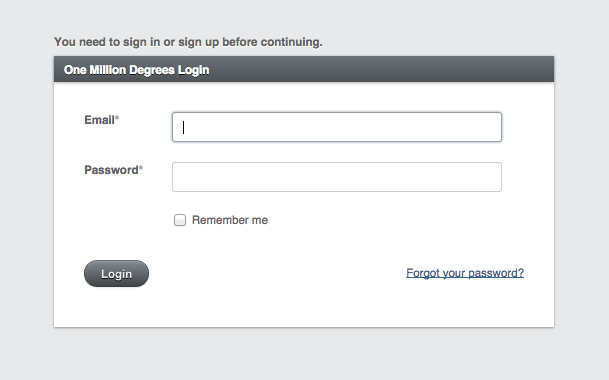 You need to sign in or sign up before continuing.
One Million Degrees Login
Email*
Password*
Remember me
Login
Forgot your password?